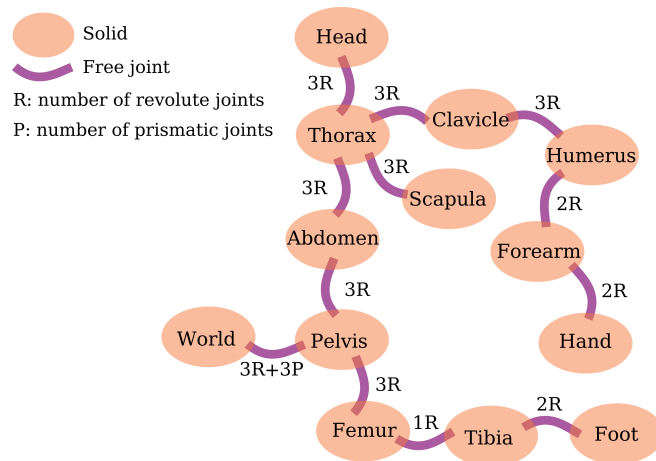 Solid
Free joint
R: number of revolute joints
P: number of prismatic joints
Head
3R
3R
Clavicle
3R
Thorax
Humerus
3R
3R
Scapula
2R
Abdomen
Forearm
3R
2R
World
Pelvis
Hand
3R+3P
3R
Femur
1R
Tibia
2R
Foot